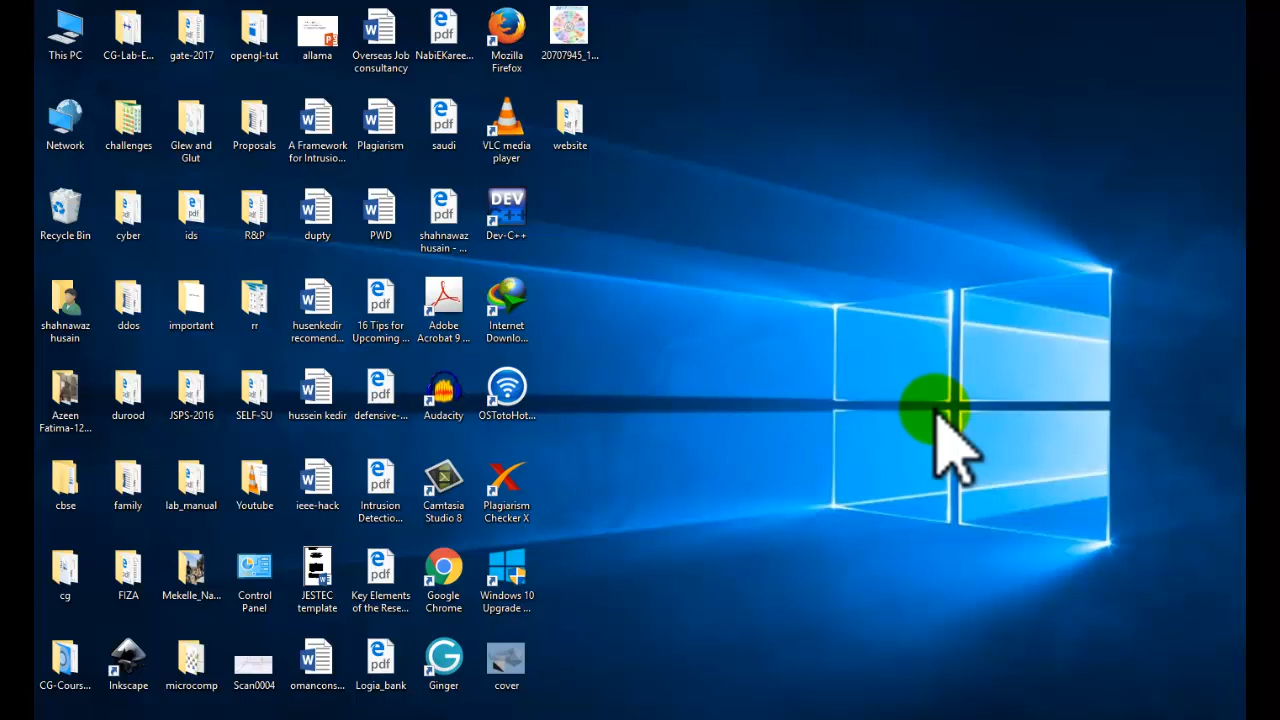 This PC
CG-Lab-E...
gate-2017
opengl-tut
allama
Overseas Job
consultancy
NabiEKaree...
Mozilla
Firefox
20707945_1...
Network
challenges
Glew and
Glut
Proposals
A Framework
for Intrusio...
Plagiarism
saudi
VLC media
player
website
Recycle Bin
cyber
ids
R&P
dupty
PWD
shahnawaz
husain - ...
DEV
C++
Dev-C++
shahnawaz
husain
ddos
important
rr
husenkedir
recomend...
16 Tips for
Upcoming ...
Adobe
Acrobat 9 ...
Internet
Downlo...
Azeen
Fatima-12...
durood
JSPS-2016
SELF-SU
hussein kedir
defensive-...
Audacity
OSTotoHot...
cbse
family
lab_manual
Youtube
ieee-hack
Intrusion
Detectio...
Camtasia
Studio 8
Plagiarism
Checker X
cg
FIZA
Mekelle_Na...
Control
Panel
JESTEC
template
Key Elements
of the Rese...
Google
Chrome
Windows 10
Upgrade ...
CG-Cours...
Inkscape
microcomp
Scan0004
omancons...
Logia_bank
Ginger
cover